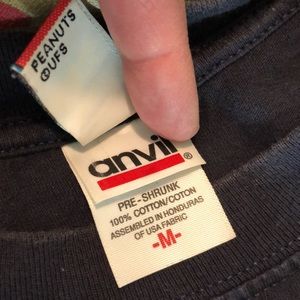 PEANUTS
©UFS
anvil®
PRE-SHRUNK
100% COTTON/COTON
ASSEMBLED IN HONDURAS
OF USA FABRIC
-M-